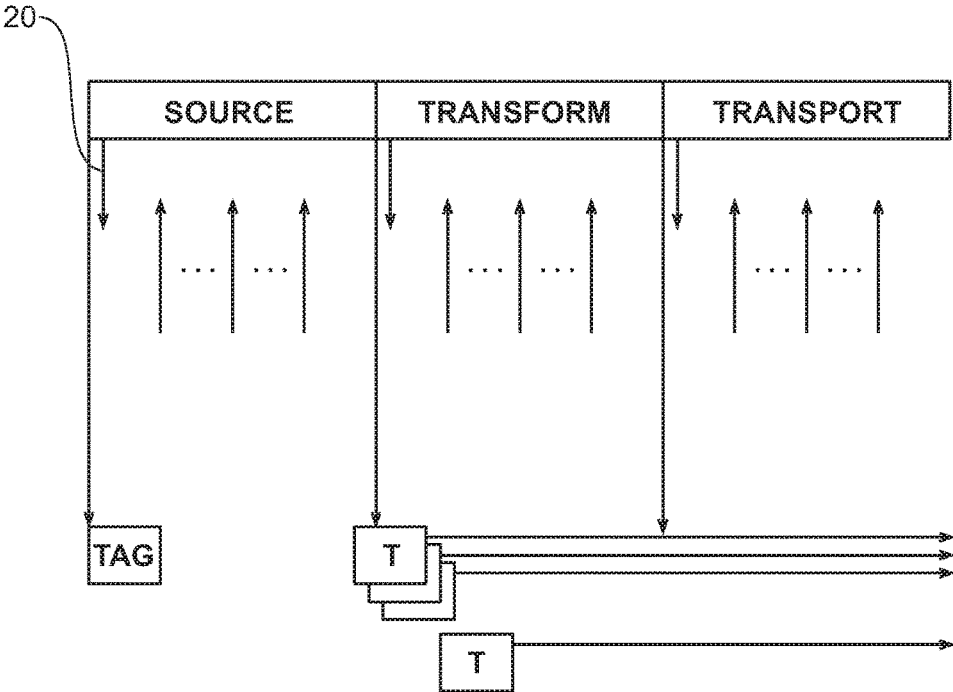 20
SOURCE TRANSFORM TRANSPORT
... ... ... ... ... ...
TAG T
T